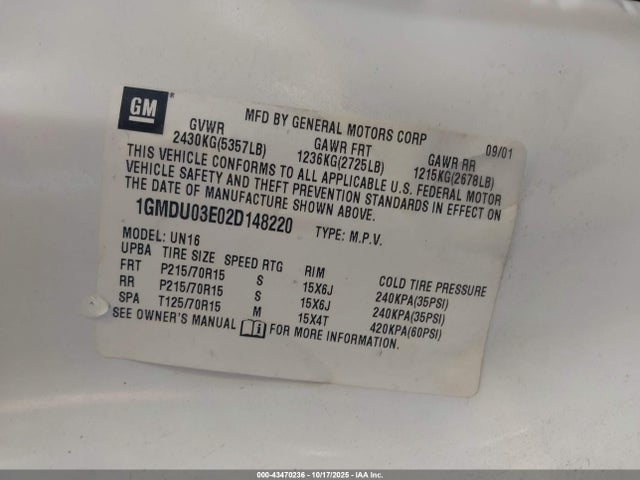 GM
MFD BY GENERAL MOTORS CORP 09/01
GVWR GAWR FRT GAWR RR
2430KG(5357LB) 1236KG(2725LB) 1215KG(2678LB)
THIS VEHICLE CONFORMS TO ALL APPLICABLE U.S. FEDERAL MOTOR
VEHICLE SAFETY AND THEFT PREVENTION STANDARDS IN EFFECT ON
THE DATE OF MANUFACTURE SHOWN ABOVE.
1GMDU03E02D148220 TYPE: M.P.V.
MODEL: UN16
UPBA TIRE SIZE SPEED RTG RIM COLD TIRE PRESSURE
FRT P215/70R15 S 15X6J 240KPA(35PSI)
RR P215/70R15 S 15X6J 240KPA(35PSI)
SPA T125/70R15 M 15X4T 420KPA(60PSI)
SEE OWNER'S MANUAL i FOR MORE INFORMATION.
000-43470236 - 10/17/2025 - IAAI.COM